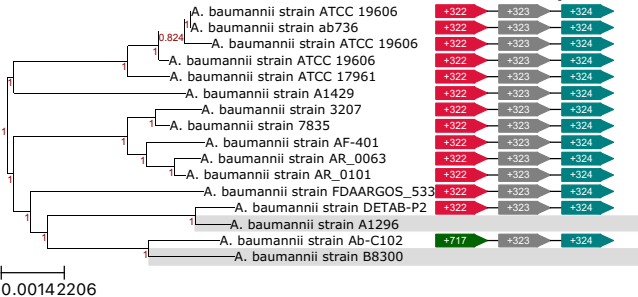 A. baumannii strain ATCC 19606 +322 +323 +324
A. baumannii strain ab736 +322 +323 +324
0.824
A. baumannii strain ATCC 19606 +322 +323 +324
1
A. baumannii strain ATCC 19606 +322 +323 +324
1
A. baumannii strain ATCC 17961 +322 +323 +324
1
A. baumannii strain A1429 +322 +323 +324
A. baumannii strain 3207 +322 +323 +324
1
A. baumannii strain 7835 +322 +323 +324
1
A. baumannii strain AF-401 +322 +323 +324
1
A. baumannii strain AR_0063 +322 +323 +324
1
A. baumannii strain AR_0101 +322 +323 +324
1
1
A. baumannii strain FDAARGOS_533 +322 +323 +324
A. baumannii strain DETAB-P2 +322 +323 +324
1
1
A. baumannii strain A1296
A. baumannii strain Ab-C102 +717 +323 +324
1
1
A. baumannii strain B8300
0.00142206